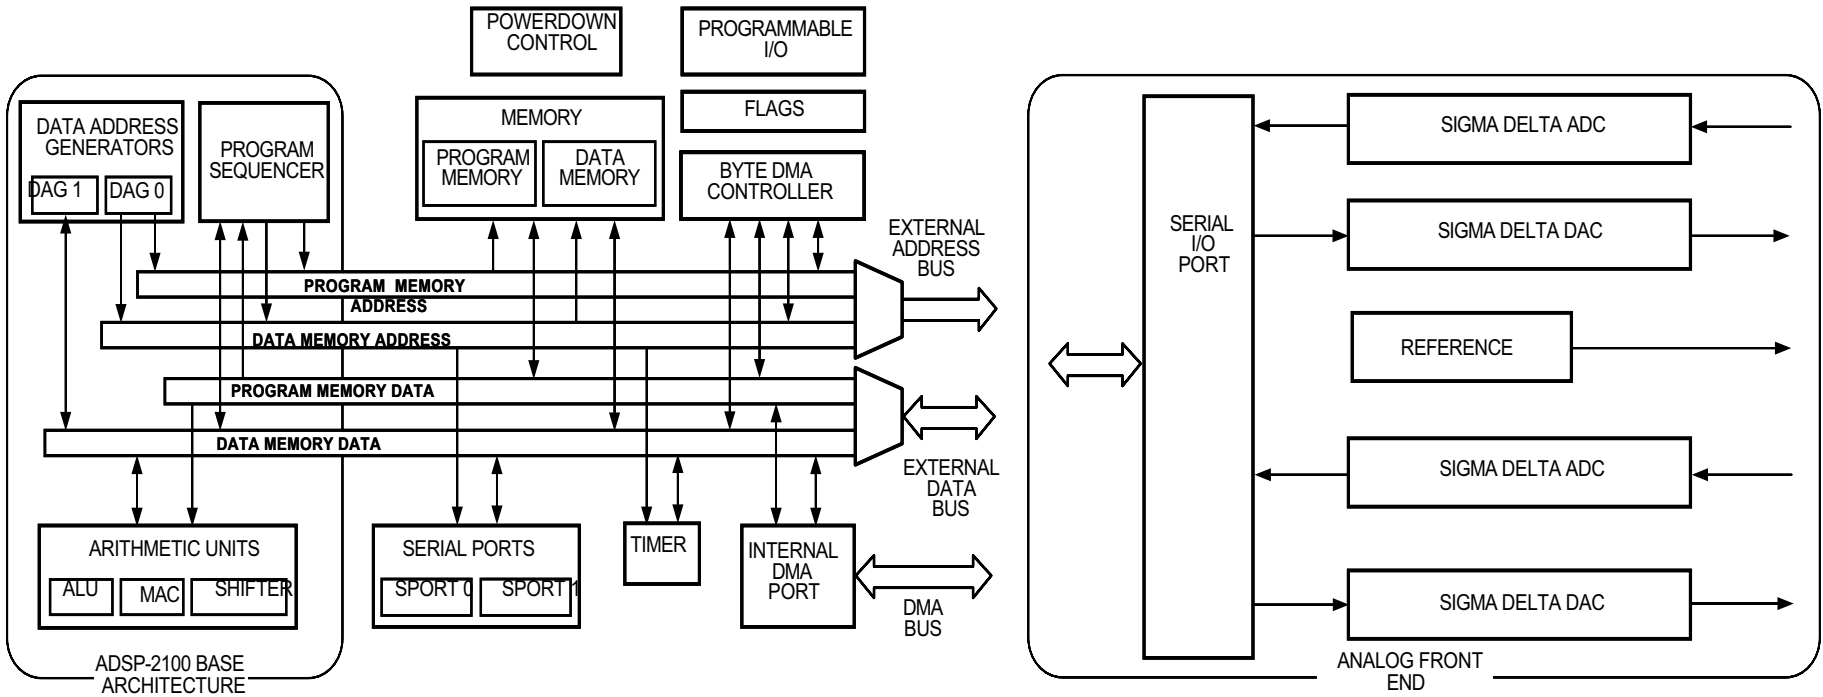 POWERDOWN
CONTROL
PROGRAMMABLE
I/O
FLAGS
DATA ADDRESS
GENERATORS
DAG 1
DAG 0
PROGRAM
SEQUENCER
MEMORY
PROGRAM
MEMORY
DATA
MEMORY
BYTE DMA
CONTROLLER
EXTERNAL
ADDRESS
BUS
PROGRAM MEMORY
ADDRESS
DATA MEMORY ADDRESS
PROGRAM MEMORY DATA
DATA MEMORY DATA
EXTERNAL
DATA
BUS
ARITHMETIC UNITS
ALU
MAC
SHIFTER
SERIAL PORTS
SPORT 0
SPORT 1
TIMER
INTERNAL
DMA
PORT
DMA
BUS
ADSP-2100 BASE
ARCHITECTURE
SERIAL
I/O
PORT
SIGMA DELTA ADC
SIGMA DELTA DAC
REFERENCE
SIGMA DELTA ADC
SIGMA DELTA DAC
ANALOG FRONT
END